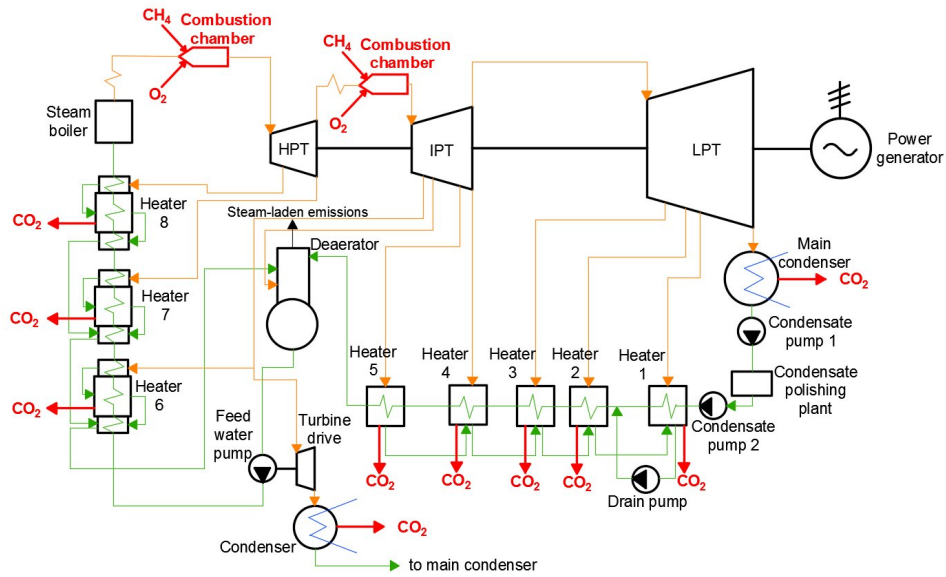 CH4
Combustion
chamber
O2
CH4
Combustion
chamber
O2
Steam
boiler
HPT
IPT
LPT
Power
generator
Heater
8
CO2
Steam-laden emissions
Deaerator
Main
condenser
CO2
Heater
7
CO2
Condensate
pump 1
Heater
5
Heater
4
Heater
3
Heater
2
Heater
1
Condensate
polishing
plant
Heater
6
CO2
Condensate
pump 2
Feed
water
pump
Turbine
drive
CO2
CO2
CO2
CO2
CO2
Drain pump
CO2
Condenser
to main condenser